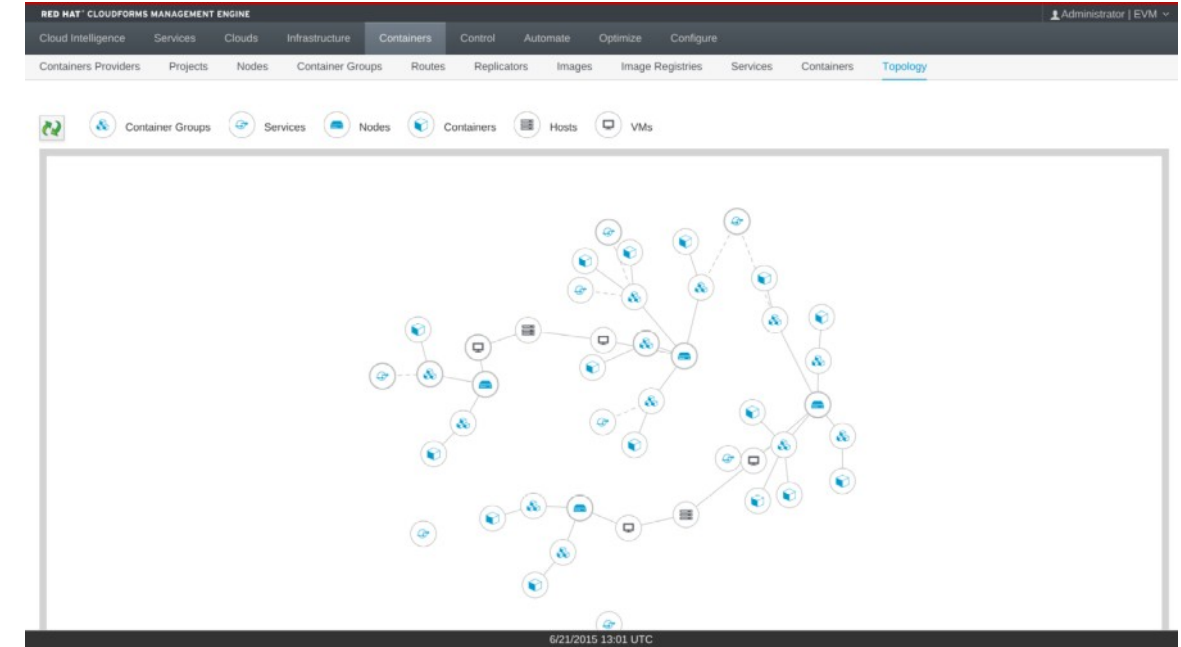 RED HAT® CLOUDFORMS MANAGEMENT ENGINE
Administrator | EVM
Cloud Intelligence Services Clouds Infrastructure Containers Control Automate Optimize Configure
Containers Providers Projects Nodes Container Groups Routes Replicators Images Image Registries Services Containers Topology
Container Groups Services Nodes Containers Hosts VMs
6/21/2015 13:01 UTC